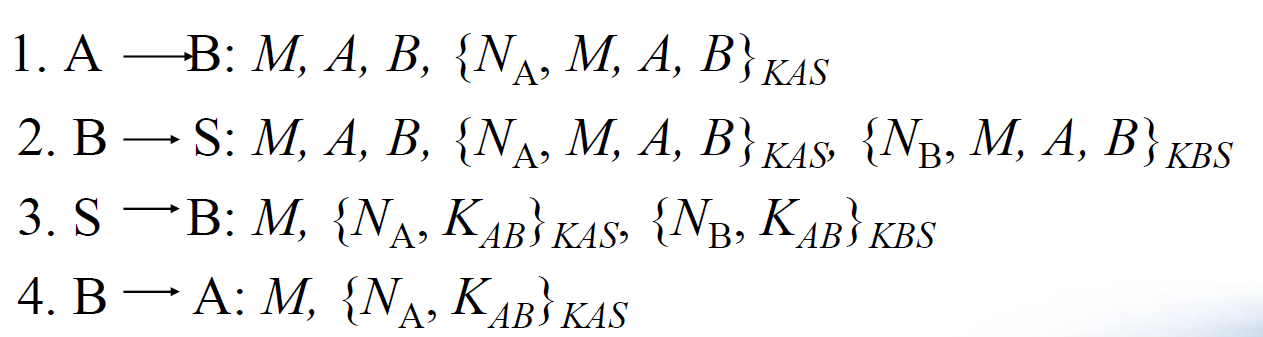 1. A → B: M, A, B, {N_A, M, A, B}_KAS
2. B → S: M, A, B, {N_A, M, A, B}_KAS, {N_B, M, A, B}_KBS
3. S → B: M, {N_A, K_AB}_KAS, {N_B, K_AB}_KBS
4. B → A: M, {N_A, K_AB}_KAS